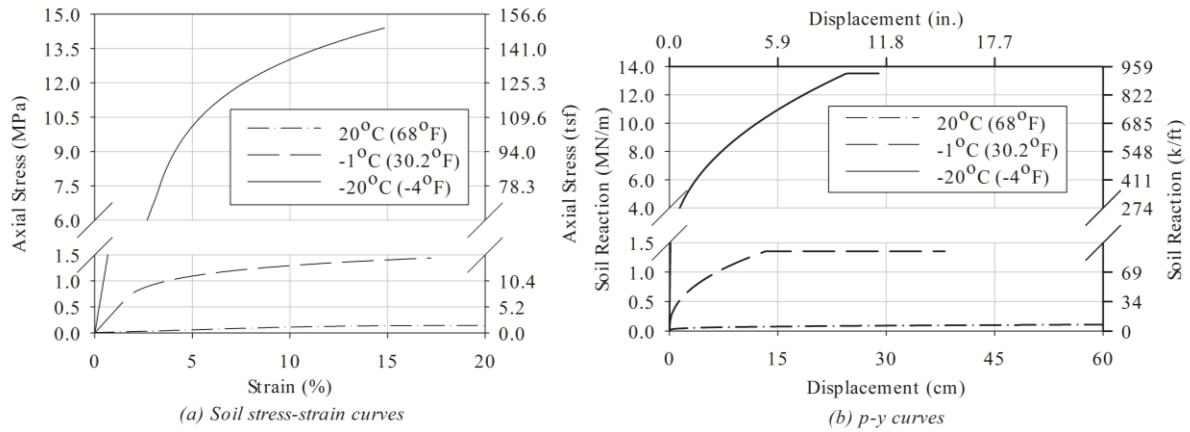 15.0
13.5
12.0
10.5
9.0
7.5
6.0
1.5
1.0
0.5
0.0
Axial Stress (MPa)
156.6
141.0
125.3
109.6
94.0
78.3
10.4
5.2
0.0
Axial Stress (tsf)
20°C (68°F)
-1°C (30.2°F)
-20°C (-4°F)
0 5 10 15 20
Strain (%)
(a) Soil stress-strain curves
Displacement (in.)
0.0 5.9 11.8 17.7
14.0
12.0
10.0
8.0
6.0
4.0
1.5
1.0
0.5
0.0
Soil Reaction (MN/m)
959
822
685
548
411
274
69
34
0
Soil Reaction (k/ft)
20°C (68°F)
-1°C (30.2°F)
-20°C (-4°F)
0 15 30 45 60
Displacement (cm)
(b) p-y curves